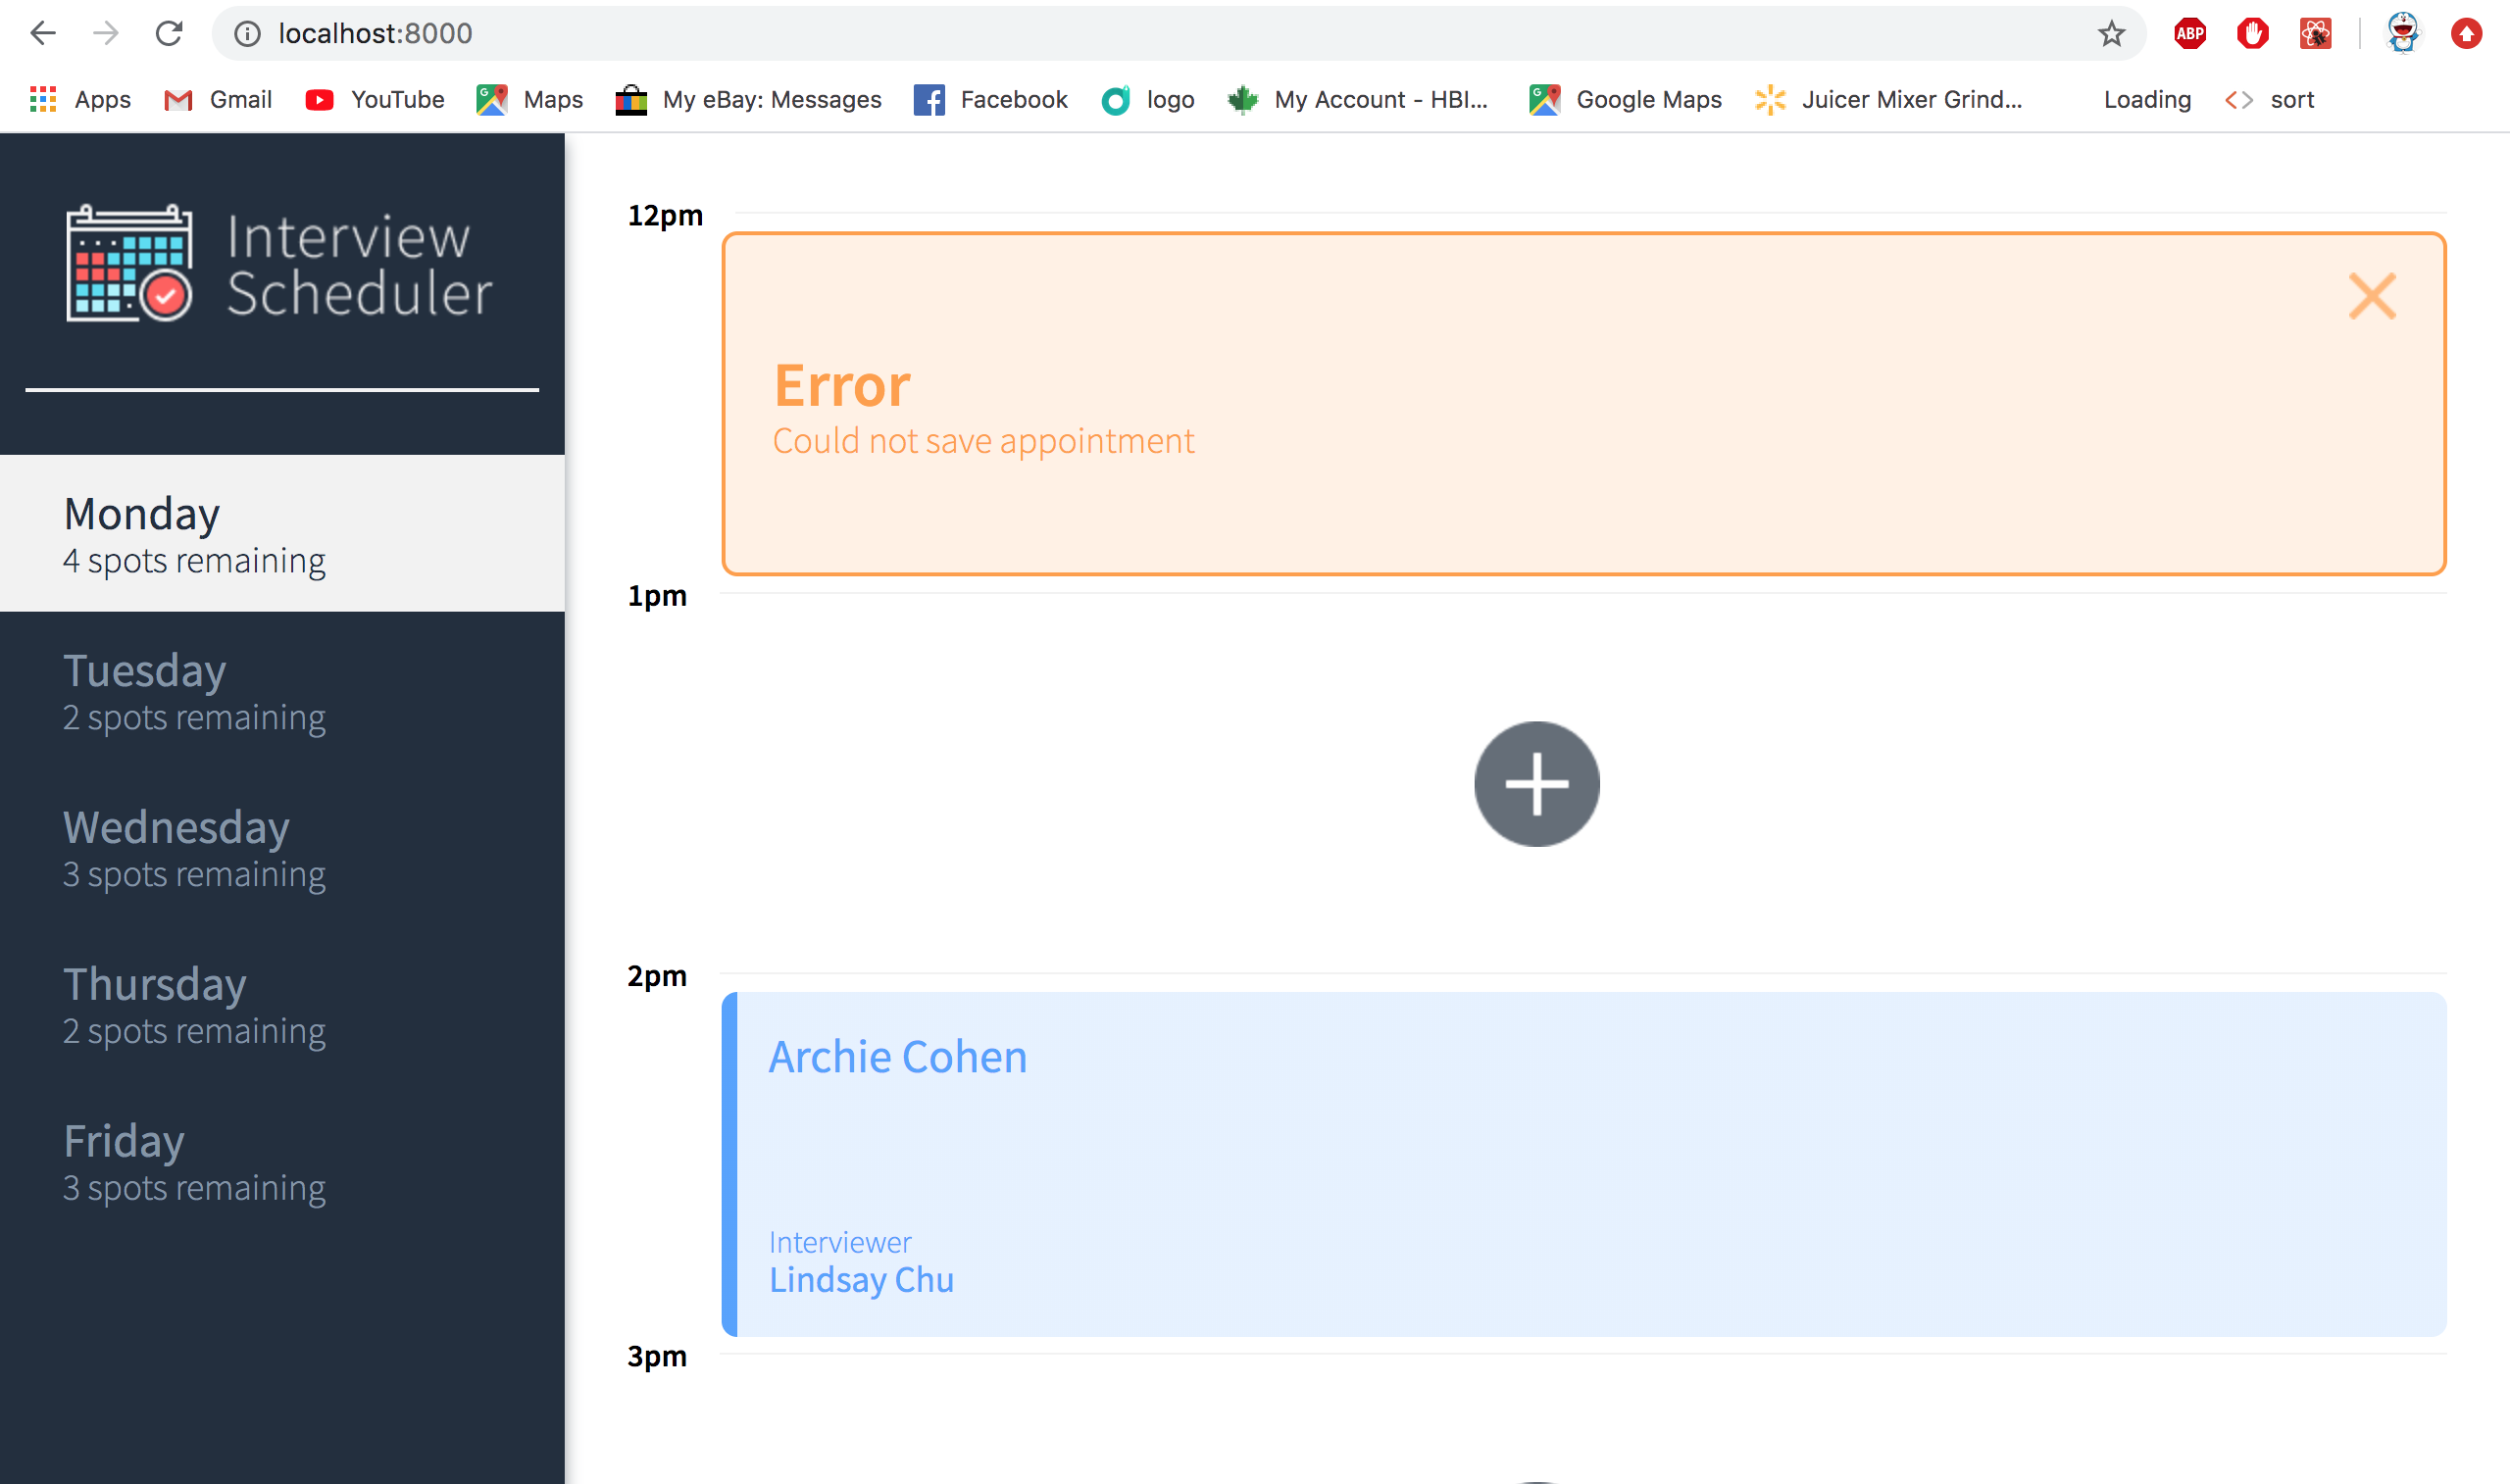 localhost:8000
ABP
Apps Gmail YouTube Maps My eBay: Messages Facebook logo My Account - HBI... Google Maps Juicer Mixer Grind... Loading sort
Interview
Scheduler
Monday
4 spots remaining
Tuesday
2 spots remaining
Wednesday
3 spots remaining
Thursday
2 spots remaining
Friday
3 spots remaining
12pm
Error
Could not save appointment
1pm
2pm
Archie Cohen
Interviewer
Lindsay Chu
3pm